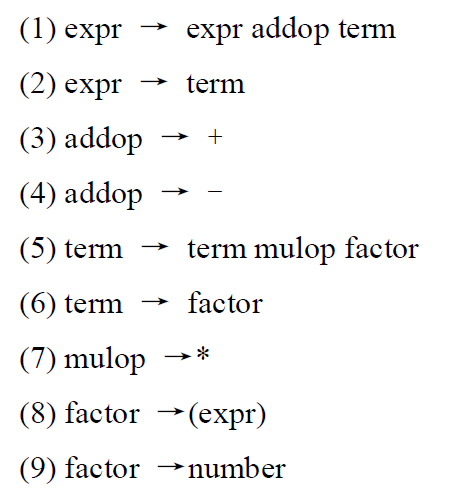 (1) expr → expr addop term
(2) expr → term
(3) addop → +
(4) addop → −
(5) term → term mulop factor
(6) term → factor
(7) mulop →*
(8) factor →(expr)
(9) factor →number